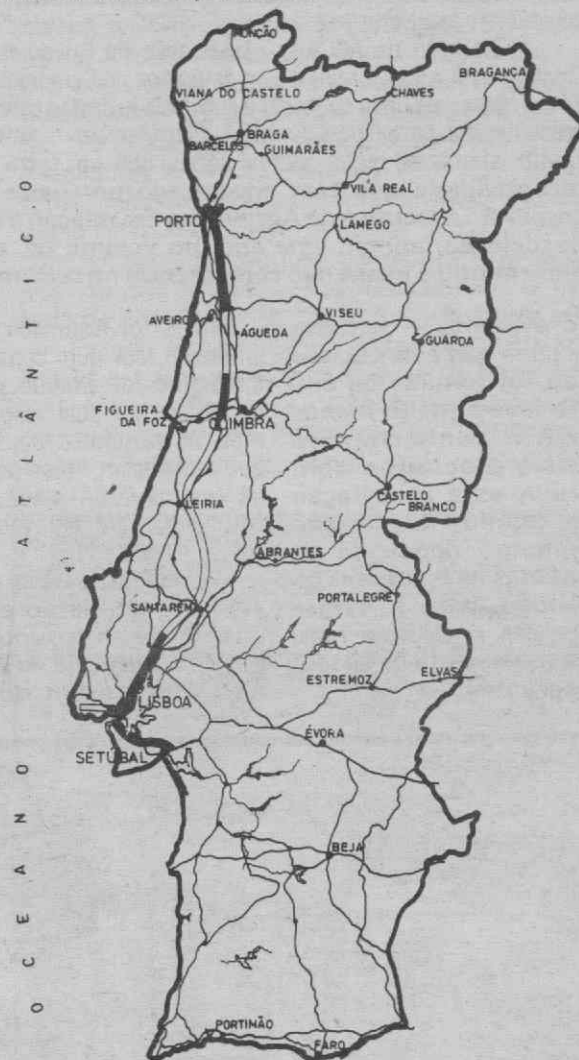 MONÇÃO
BRAGANÇA
VIANA DO CASTELO
CHAVES
BRAGA
BARCELOS
GUIMARÃES
VILA REAL
PORTO
LAMEGO
AVEIRO
VISEU
ÁGUEDA
GUARDA
FIGUEIRA
DA FOZ
COIMBRA
LEIRIA
CASTELO
BRANCO
ABRANTES
PORTALEGRE
SANTARÉM
ESTREMOZ
ELVAS
LISBOA
ÉVORA
SETÚBAL
BEJA
PORTIMÃO
FARO
OCEANO ATLÂNTICO